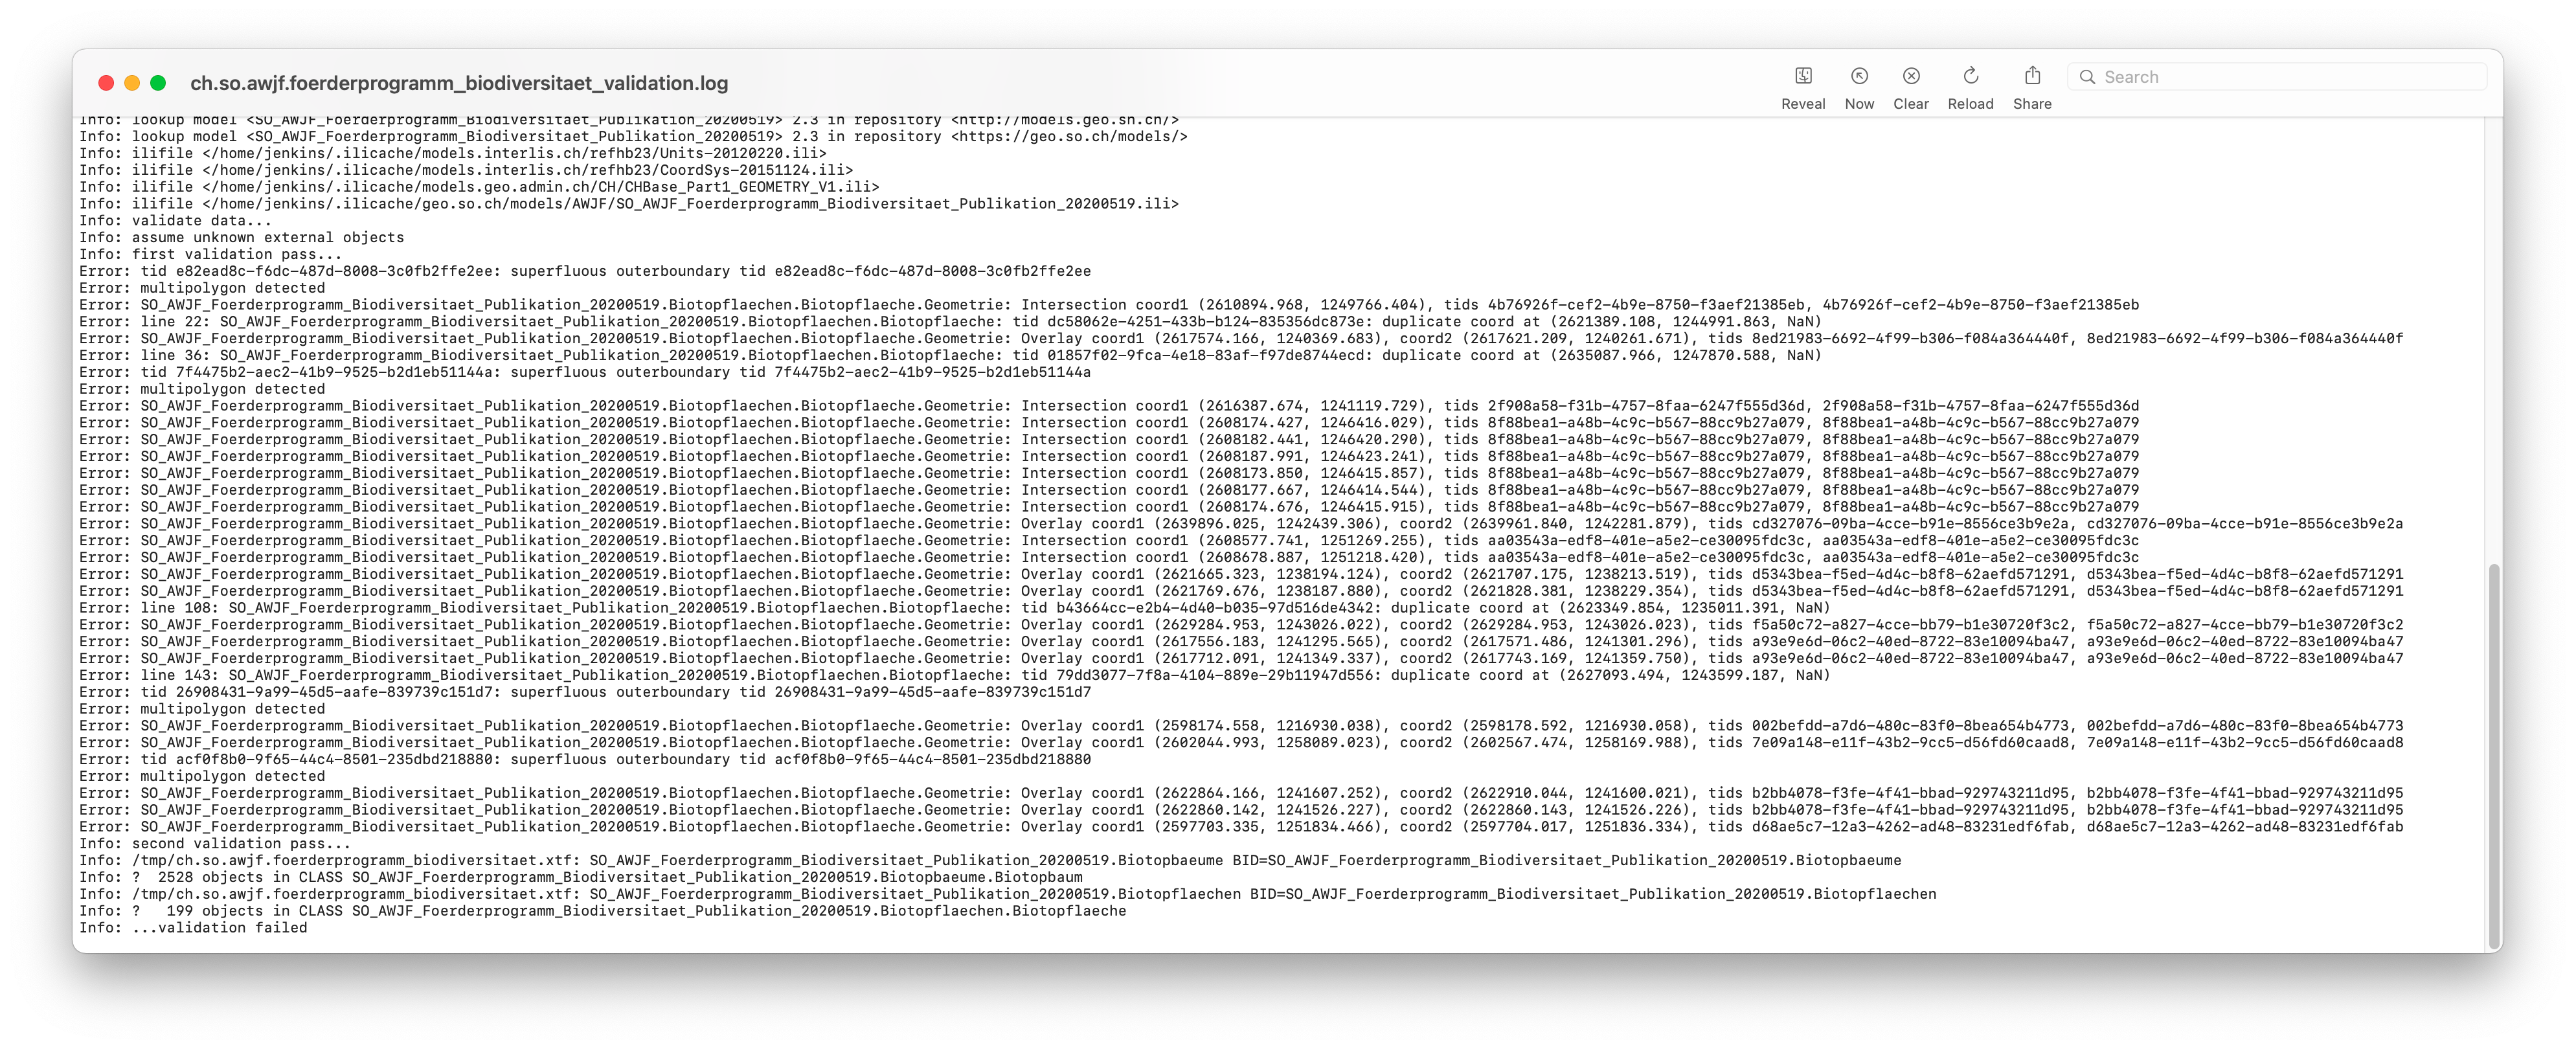 ch.so.awjf.foerderprogramm_biodiversitaet_validation.log
Reveal Now Clear Reload Share
Search
Info: lookup model <SO_AWJF_Foerderprogramm_Biodiversitaet_Publikation_20200519> 2.3 in repository <http://models.geo.sh.ch/>
Info: lookup model <SO_AWJF_Foerderprogramm_Biodiversitaet_Publikation_20200519> 2.3 in repository <https://geo.so.ch/models/>
Info: ilifile </home/jenkins/.ilicache/models.interlis.ch/refhb23/Units-20120220.ili>
Info: ilifile </home/jenkins/.ilicache/models.interlis.ch/refhb23/CoordSys-20151124.ili>
Info: ilifile </home/jenkins/.ilicache/models.geo.admin.ch/CH/CHBase_Part1_GEOMETRY_V1.ili>
Info: ilifile </home/jenkins/.ilicache/geo.so.ch/models/AWJF/SO_AWJF_Foerderprogramm_Biodiversitaet_Publikation_20200519.ili>
Info: validate data...
Info: assume unknown external objects
Info: first validation pass...
Error: tid e82ead8c-f6dc-487d-8008-3c0fb2ffe2ee: superfluous outerboundary tid e82ead8c-f6dc-487d-8008-3c0fb2ffe2ee
Error: multipolygon detected
Error: SO_AWJF_Foerderprogramm_Biodiversitaet_Publikation_20200519.Biotopflaechen.Biotopflaeche.Geometrie: Intersection coord1 (2610894.968, 1249766.404), tids 4b76926f-cef2-4b9e-8750-f3aef21385eb, 4b76926f-cef2-4b9e-8750-f3aef21385eb
Error: line 22: SO_AWJF_Foerderprogramm_Biodiversitaet_Publikation_20200519.Biotopflaechen.Biotopflaeche: tid dc58062e-4251-433b-b124-835356dc873e: duplicate coord at (2621389.108, 1244991.863, NaN)
Error: SO_AWJF_Foerderprogramm_Biodiversitaet_Publikation_20200519.Biotopflaechen.Biotopflaeche.Geometrie: Overlay coord1 (2617574.166, 1240369.683), coord2 (2617621.209, 1240261.671), tids 8ed21983-6692-4f99-b306-f084a364440f, 8ed21983-6692-4f99-b306-f084a364440f
Error: line 36: SO_AWJF_Foerderprogramm_Biodiversitaet_Publikation_20200519.Biotopflaechen.Biotopflaeche: tid 01857f02-9fca-4e18-83af-f97de8744ecd: duplicate coord at (2635087.966, 1247870.588, NaN)
Error: tid 7f4475b2-aec2-41b9-9525-b2d1eb51144a: superfluous outerboundary tid 7f4475b2-aec2-41b9-9525-b2d1eb51144a
Error: multipolygon detected
Error: SO_AWJF_Foerderprogramm_Biodiversitaet_Publikation_20200519.Biotopflaechen.Biotopflaeche.Geometrie: Intersection coord1 (2616387.674, 1241119.729), tids 2f908a58-f31b-4757-8faa-6247f555d36d, 2f908a58-f31b-4757-8faa-6247f555d36d
Error: SO_AWJF_Foerderprogramm_Biodiversitaet_Publikation_20200519.Biotopflaechen.Biotopflaeche.Geometrie: Intersection coord1 (2608174.427, 1246416.029), tids 8f88bea1-a48b-4c9c-b567-88cc9b27a079, 8f88bea1-a48b-4c9c-b567-88cc9b27a079
Error: SO_AWJF_Foerderprogramm_Biodiversitaet_Publikation_20200519.Biotopflaechen.Biotopflaeche.Geometrie: Intersection coord1 (2608182.441, 1246420.290), tids 8f88bea1-a48b-4c9c-b567-88cc9b27a079, 8f88bea1-a48b-4c9c-b567-88cc9b27a079
Error: SO_AWJF_Foerderprogramm_Biodiversitaet_Publikation_20200519.Biotopflaechen.Biotopflaeche.Geometrie: Intersection coord1 (2608187.991, 1246423.241), tids 8f88bea1-a48b-4c9c-b567-88cc9b27a079, 8f88bea1-a48b-4c9c-b567-88cc9b27a079
Error: SO_AWJF_Foerderprogramm_Biodiversitaet_Publikation_20200519.Biotopflaechen.Biotopflaeche.Geometrie: Intersection coord1 (2608173.850, 1246415.857), tids 8f88bea1-a48b-4c9c-b567-88cc9b27a079, 8f88bea1-a48b-4c9c-b567-88cc9b27a079
Error: SO_AWJF_Foerderprogramm_Biodiversitaet_Publikation_20200519.Biotopflaechen.Biotopflaeche.Geometrie: Intersection coord1 (2608177.667, 1246414.544), tids 8f88bea1-a48b-4c9c-b567-88cc9b27a079, 8f88bea1-a48b-4c9c-b567-88cc9b27a079
Error: SO_AWJF_Foerderprogramm_Biodiversitaet_Publikation_20200519.Biotopflaechen.Biotopflaeche.Geometrie: Intersection coord1 (2608174.676, 1246415.915), tids 8f88bea1-a48b-4c9c-b567-88cc9b27a079, 8f88bea1-a48b-4c9c-b567-88cc9b27a079
Error: SO_AWJF_Foerderprogramm_Biodiversitaet_Publikation_20200519.Biotopflaechen.Biotopflaeche.Geometrie: Overlay coord1 (2639896.025, 1242439.306), coord2 (2639961.840, 1242281.879), tids cd327076-09ba-4cce-b91e-8556ce3b9e2a, cd327076-09ba-4cce-b91e-8556ce3b9e2a
Error: SO_AWJF_Foerderprogramm_Biodiversitaet_Publikation_20200519.Biotopflaechen.Biotopflaeche.Geometrie: Intersection coord1 (2608577.741, 1251269.255), tids aa03543a-edf8-401e-a5e2-ce30095fdc3c, aa03543a-edf8-401e-a5e2-ce30095fdc3c
Error: SO_AWJF_Foerderprogramm_Biodiversitaet_Publikation_20200519.Biotopflaechen.Biotopflaeche.Geometrie: Intersection coord1 (2608678.887, 1251218.420), tids aa03543a-edf8-401e-a5e2-ce30095fdc3c, aa03543a-edf8-401e-a5e2-ce30095fdc3c
Error: SO_AWJF_Foerderprogramm_Biodiversitaet_Publikation_20200519.Biotopflaechen.Biotopflaeche.Geometrie: Overlay coord1 (2621665.323, 1238194.124), coord2 (2621707.175, 1238213.519), tids d5343bea-f5ed-4d4c-b8f8-62aefd571291, d5343bea-f5ed-4d4c-b8f8-62aefd571291
Error: SO_AWJF_Foerderprogramm_Biodiversitaet_Publikation_20200519.Biotopflaechen.Biotopflaeche.Geometrie: Overlay coord1 (2621769.676, 1238187.880), coord2 (2621828.381, 1238229.354), tids d5343bea-f5ed-4d4c-b8f8-62aefd571291, d5343bea-f5ed-4d4c-b8f8-62aefd571291
Error: line 108: SO_AWJF_Foerderprogramm_Biodiversitaet_Publikation_20200519.Biotopflaechen.Biotopflaeche: tid b43664cc-e2b4-4d40-b035-97d516de4342: duplicate coord at (2623349.854, 1235011.391, NaN)
Error: SO_AWJF_Foerderprogramm_Biodiversitaet_Publikation_20200519.Biotopflaechen.Biotopflaeche.Geometrie: Overlay coord1 (2629284.953, 1243026.022), coord2 (2629284.953, 1243026.023), tids f5a50c72-a827-4cce-bb79-b1e30720f3c2, f5a50c72-a827-4cce-bb79-b1e30720f3c2
Error: SO_AWJF_Foerderprogramm_Biodiversitaet_Publikation_20200519.Biotopflaechen.Biotopflaeche.Geometrie: Overlay coord1 (2617556.183, 1241295.565), coord2 (2617571.486, 1241301.296), tids a93e9e6d-06c2-40ed-8722-83e10094ba47, a93e9e6d-06c2-40ed-8722-83e10094ba47
Error: SO_AWJF_Foerderprogramm_Biodiversitaet_Publikation_20200519.Biotopflaechen.Biotopflaeche.Geometrie: Overlay coord1 (2617712.091, 1241349.337), coord2 (2617743.169, 1241359.750), tids a93e9e6d-06c2-40ed-8722-83e10094ba47, a93e9e6d-06c2-40ed-8722-83e10094ba47
Error: line 143: SO_AWJF_Foerderprogramm_Biodiversitaet_Publikation_20200519.Biotopflaechen.Biotopflaeche: tid 79dd3077-7f8a-4104-889e-29b11947d556: duplicate coord at (2627093.494, 1243599.187, NaN)
Error: tid 26908431-9a99-45d5-aafe-839739c151d7: superfluous outerboundary tid 26908431-9a99-45d5-aafe-839739c151d7
Error: multipolygon detected
Error: SO_AWJF_Foerderprogramm_Biodiversitaet_Publikation_20200519.Biotopflaechen.Biotopflaeche.Geometrie: Overlay coord1 (2598174.558, 1216930.038), coord2 (2598178.592, 1216930.058), tids 002befdd-a7d6-480c-83f0-8bea654b4773, 002befdd-a7d6-480c-83f0-8bea654b4773
Error: SO_AWJF_Foerderprogramm_Biodiversitaet_Publikation_20200519.Biotopflaechen.Biotopflaeche.Geometrie: Overlay coord1 (2602044.993, 1258089.023), coord2 (2602567.474, 1258169.988), tids 7e09a148-e11f-43b2-9cc5-d56fd60caad8, 7e09a148-e11f-43b2-9cc5-d56fd60caad8
Error: tid acf0f8b0-9f65-44c4-8501-235dbd218880: superfluous outerboundary tid acf0f8b0-9f65-44c4-8501-235dbd218880
Error: multipolygon detected
Error: SO_AWJF_Foerderprogramm_Biodiversitaet_Publikation_20200519.Biotopflaechen.Biotopflaeche.Geometrie: Overlay coord1 (2622864.166, 1241607.252), coord2 (2622910.044, 1241600.021), tids b2bb4078-f3fe-4f41-bbad-929743211d95, b2bb4078-f3fe-4f41-bbad-929743211d95
Error: SO_AWJF_Foerderprogramm_Biodiversitaet_Publikation_20200519.Biotopflaechen.Biotopflaeche.Geometrie: Overlay coord1 (2622860.142, 1241526.227), coord2 (2622860.143, 1241526.226), tids b2bb4078-f3fe-4f41-bbad-929743211d95, b2bb4078-f3fe-4f41-bbad-929743211d95
Error: SO_AWJF_Foerderprogramm_Biodiversitaet_Publikation_20200519.Biotopflaechen.Biotopflaeche.Geometrie: Overlay coord1 (2597703.335, 1251834.466), coord2 (2597704.017, 1251836.334), tids d68ae5c7-12a3-4262-ad48-83231edf6fab, d68ae5c7-12a3-4262-ad48-83231edf6fab
Info: second validation pass...
Info: /tmp/ch.so.awjf.foerderprogramm_biodiversitaet.xtf: SO_AWJF_Foerderprogramm_Biodiversitaet_Publikation_20200519.Biotopbaeume BID=SO_AWJF_Foerderprogramm_Biodiversitaet_Publikation_20200519.Biotopbaeume
Info: ?  2528 objects in CLASS SO_AWJF_Foerderprogramm_Biodiversitaet_Publikation_20200519.Biotopbaeume.Biotopbaum
Info: /tmp/ch.so.awjf.foerderprogramm_biodiversitaet.xtf: SO_AWJF_Foerderprogramm_Biodiversitaet_Publikation_20200519.Biotopflaechen BID=SO_AWJF_Foerderprogramm_Biodiversitaet_Publikation_20200519.Biotopflaechen
Info: ?   199 objects in CLASS SO_AWJF_Foerderprogramm_Biodiversitaet_Publikation_20200519.Biotopflaechen.Biotopflaeche
Info: ...validation failed